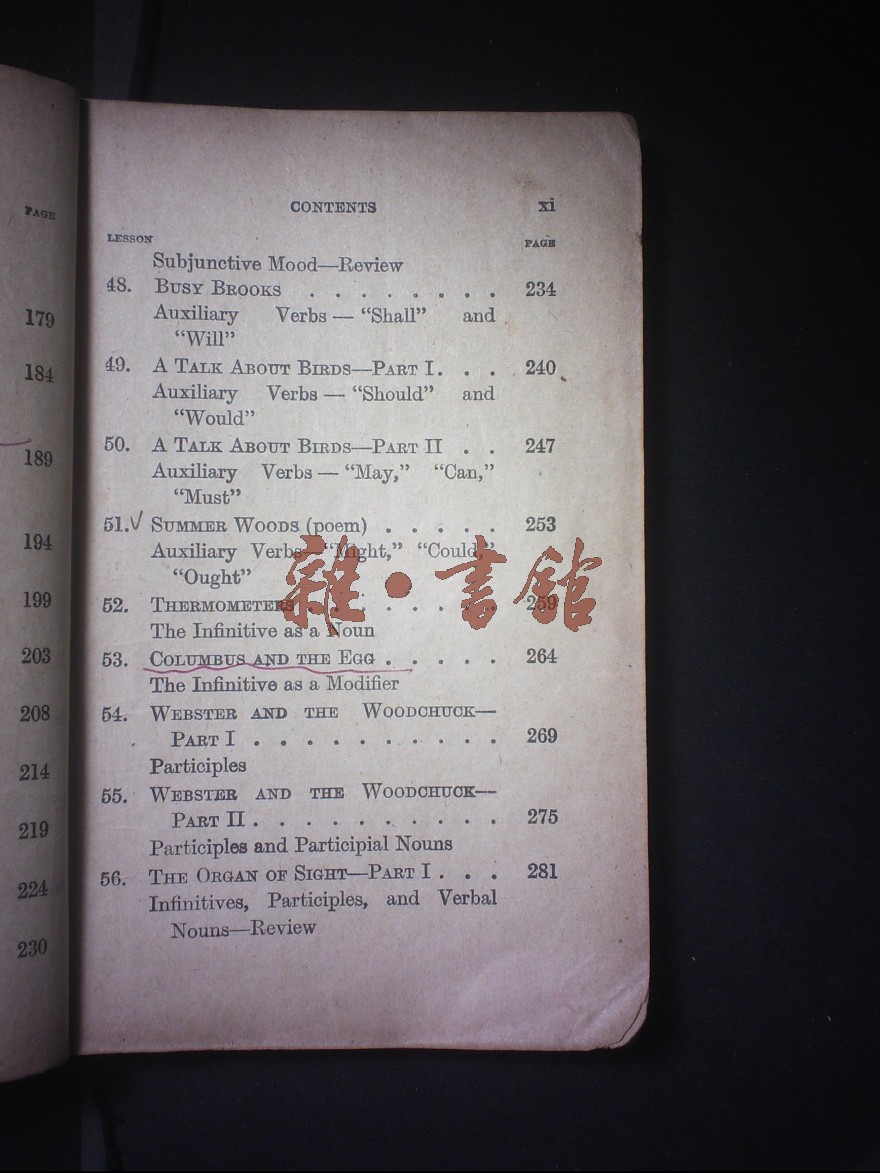 PAGE
179
184
189
194
199
203
208
214
219
224
230
CONTENTS xi
LESSON PAGE
Subjunctive Mood—Review
48. BUSY BROOKS . . . . . . . . 234
Auxiliary Verbs — “Shall” and
“Will”
49. A TALK ABOUT BIRDS—PART I . . . 240
Auxiliary Verbs — “Should” and
“Would”
50. A TALK ABOUT BIRDS—PART II . . 247
Auxiliary Verbs — “May,” “Can,”
“Must”
51. SUMMER WOODS (poem) . . . . . 253
Auxiliary Verbs—“Might,” “Could,”
“Ought”
52. THERMOMETERS . . . . . . . . 259
The Infinitive as a Noun
53. COLUMBUS AND THE EGG . . . . . 264
The Infinitive as a Modifier
54. WEBSTER AND THE WOODCHUCK—
PART I . . . . . . . . . . 269
Participles
55. WEBSTER AND THE WOODCHUCK—
PART II . . . . . . . . . . 275
Participles and Participial Nouns
56. THE ORGAN OF SIGHT—PART I . . . 281
Infinitives, Participles, and Verbal
Nouns—Review
雜·書館